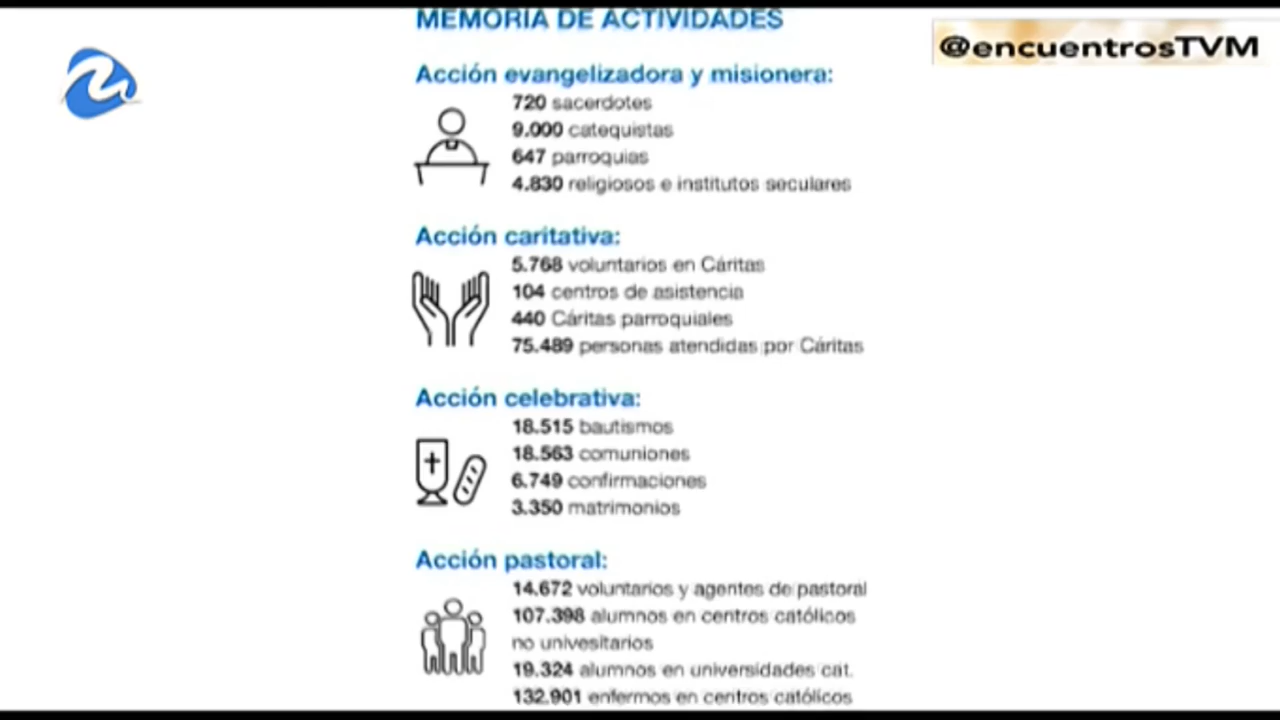 MEMORIA DE ACTIVIDADES
@encuentrosTVM
Acción evangelizadora y misionera:
720 sacerdotes
9.000 catequistas
647 parroquias
4.830 religiosos e institutos seculares
Acción caritativa:
5.768 voluntarios en Cáritas
104 centros de asistencia
440 Cáritas parroquiales
75.489 personas atendidas por Cáritas
Acción celebrativa:
18.515 bautismos
18.563 comuniones
6.749 confirmaciones
3.350 matrimonios
Acción pastoral:
14.672 voluntarios y agentes de pastoral
107.398 alumnos en centros católicos
no univesitarios
19.324 alumnos en universidades cat.
132.901 enfermos en centros católicos